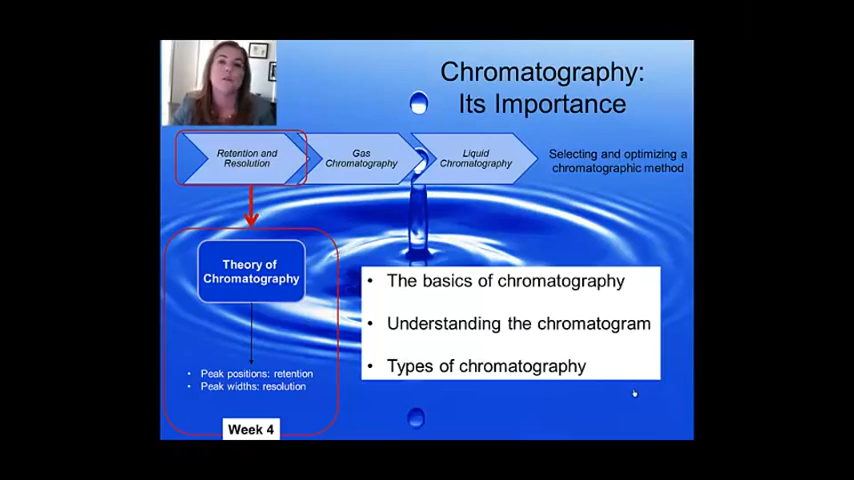 Chromatography:
Its Importance
Retention and
Resolution
Gas
Chromatography
Liquid
Chromatography
Selecting and optimizing a
chromatographic method
Theory of
Chromatography
• Peak positions: retention
• Peak widths: resolution
Week 4
• The basics of chromatography
• Understanding the chromatogram
• Types of chromatography